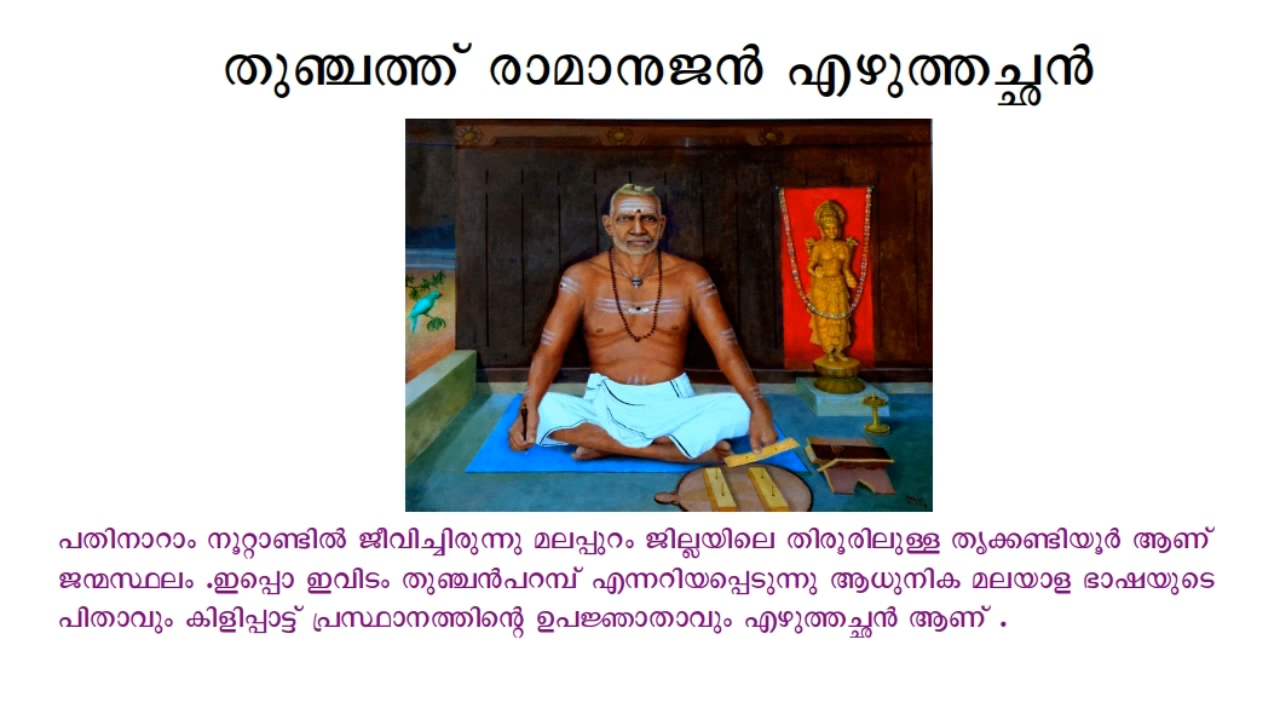 തുഞ്ചത്ത് രാമാനുജൻ എഴുത്തച്ഛൻ
പതിനാറാം നൂറ്റാണ്ടിൽ ജീവിച്ചിരുന്നു മലപ്പുറം ജില്ലയിലെ തിരൂരിലുള്ള തൃക്കണ്ടിയൂർ ആണ്
ജന്മസ്ഥലം .ഇപ്പൊ ഇവിടം തുഞ്ചൻപറമ്പ് എന്നറിയപ്പെടുന്നു ആധുനിക മലയാള ഭാഷയുടെ
പിതാവും കിളിപ്പാട്ട് പ്രസ്ഥാനത്തിന്റെ ഉപജ്ഞാതാവും എഴുത്തച്ഛൻ ആണ് .